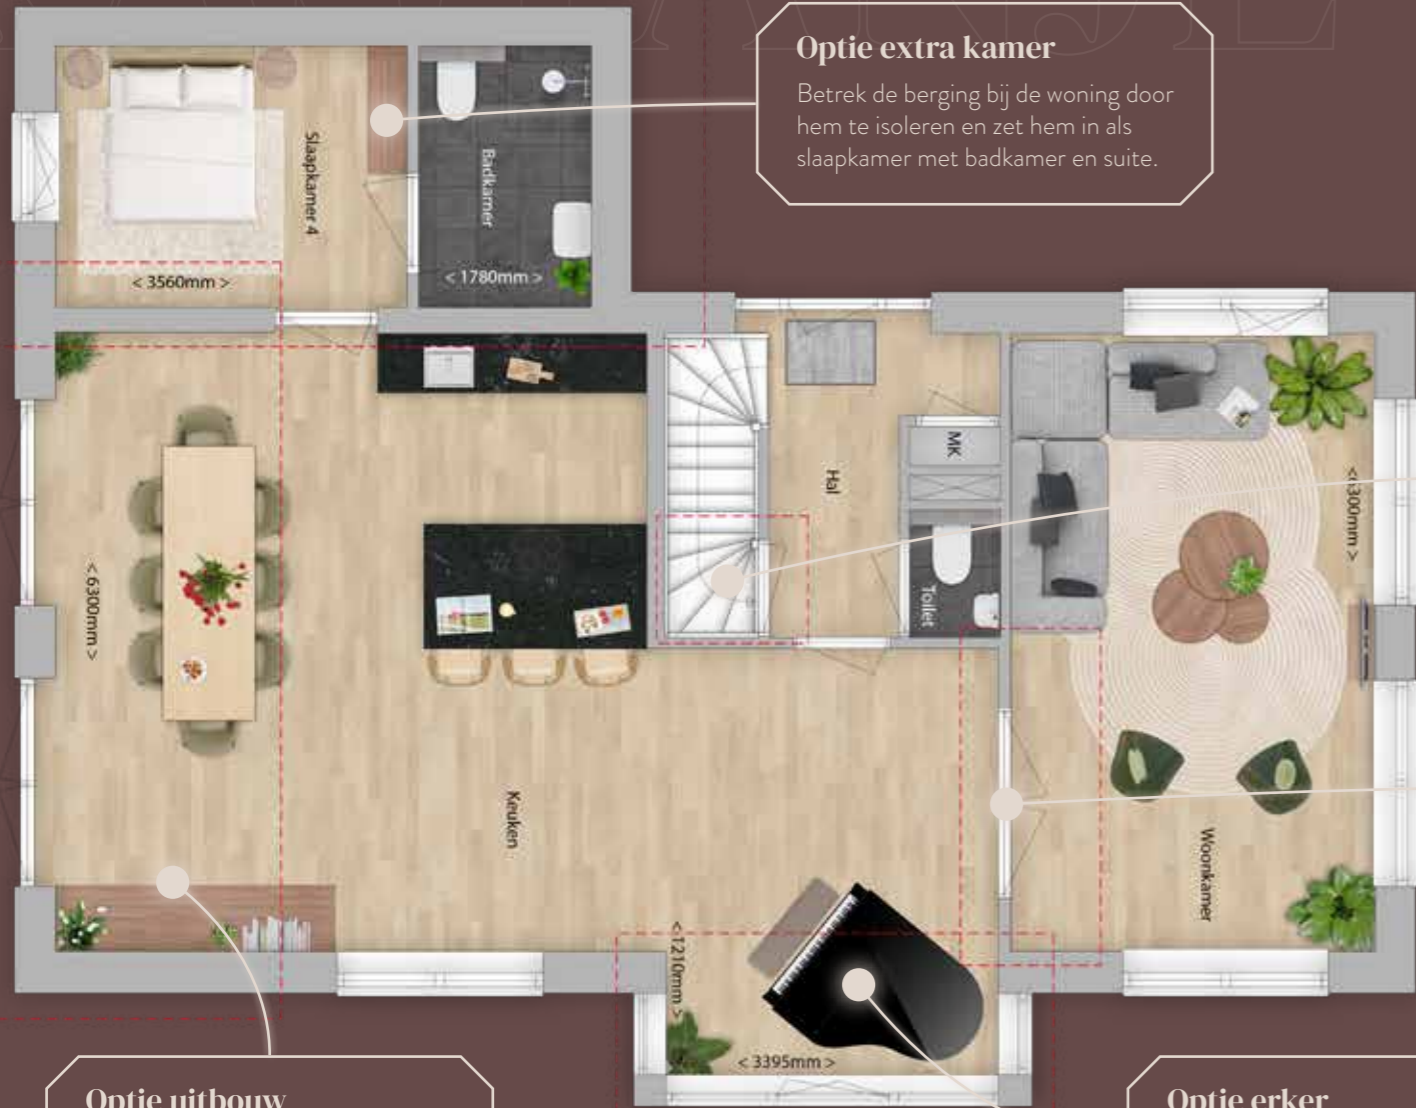 Optie extra kamer
Betrek de berging bij de woning door
hem te isoleren en zet hem in als
slaapkamer met badkamer en suite.
Slaapkamer 4
Badkamer
< 3560mm >
< 1780mm >
MK
Hal
Toilet
< 6300mm >
Keuken
Woonkamer
< 1210mm >
< 3395mm >
Optie uitbouw
Optie erker